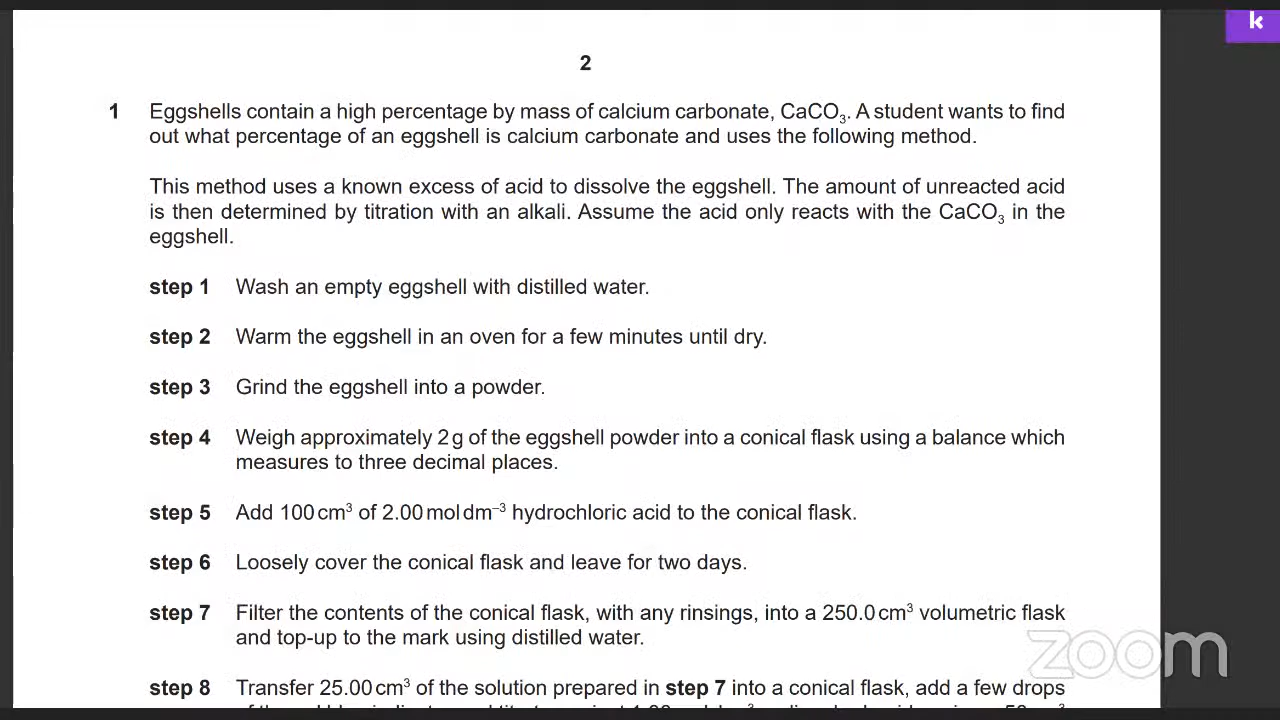 k
2
1 Eggshells contain a high percentage by mass of calcium carbonate, CaCO₃. A student wants to find
out what percentage of an eggshell is calcium carbonate and uses the following method.
This method uses a known excess of acid to dissolve the eggshell. The amount of unreacted acid
is then determined by titration with an alkali. Assume the acid only reacts with the CaCO₃ in the
eggshell.
step 1 Wash an empty eggshell with distilled water.
step 2 Warm the eggshell in an oven for a few minutes until dry.
step 3 Grind the eggshell into a powder.
step 4 Weigh approximately 2 g of the eggshell powder into a conical flask using a balance which
measures to three decimal places.
step 5 Add 100 cm³ of 2.00 mol dm⁻³ hydrochloric acid to the conical flask.
step 6 Loosely cover the conical flask and leave for two days.
step 7 Filter the contents of the conical flask, with any rinsings, into a 250.0 cm³ volumetric flask
and top-up to the mark using distilled water.
zoom
step 8 Transfer 25.00 cm³ of the solution prepared in step 7 into a conical flask, add a few drops